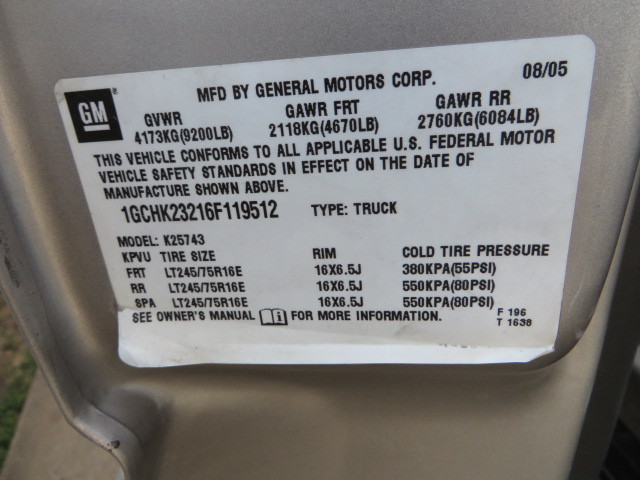 GM
MFD BY GENERAL MOTORS CORP. 08/05
GVWR GAWR FRT GAWR RR
4173KG(9200LB) 2118KG(4670LB) 2760KG(6084LB)
THIS VEHICLE CONFORMS TO ALL APPLICABLE U.S. FEDERAL MOTOR
VEHICLE SAFETY STANDARDS IN EFFECT ON THE DATE OF
MANUFACTURE SHOWN ABOVE.
1GCHK23216F119512 TYPE: TRUCK
MODEL: K25743
KPVU TIRE SIZE RIM COLD TIRE PRESSURE
FRT LT245/75R16E 16X6.5J 380KPA(55PSI)
RR LT245/75R16E 16X6.5J 550KPA(80PSI)
SPA LT245/75R16E 16X6.5J 550KPA(80PSI)
SEE OWNER'S MANUAL FOR MORE INFORMATION. F 196
T 1638